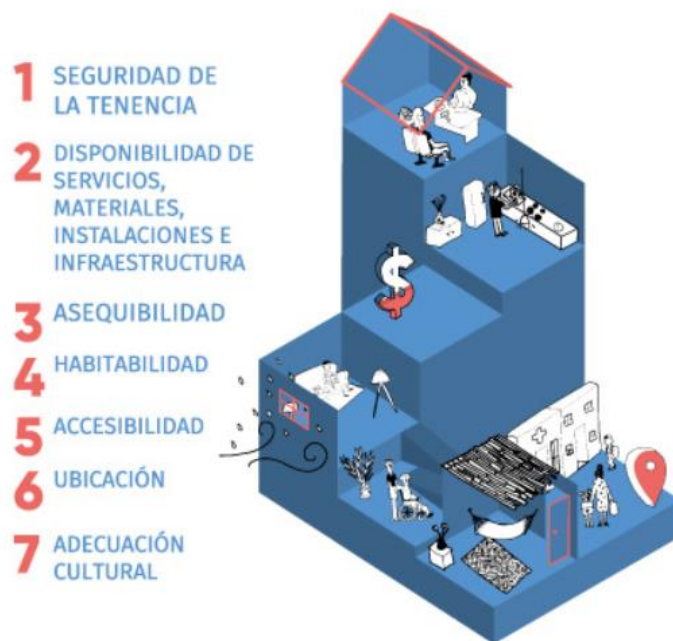 1 SEGURIDAD DE
LA TENENCIA
2 DISPONIBILIDAD DE
SERVICIOS,
MATERIALES,
INSTALACIONES E
INFRAESTRUCTURA
3 ASEQUIBILIDAD
4 HABITABILIDAD
5 ACCESIBILIDAD
6 UBICACIÓN
7 ADECUACIÓN
CULTURAL
$